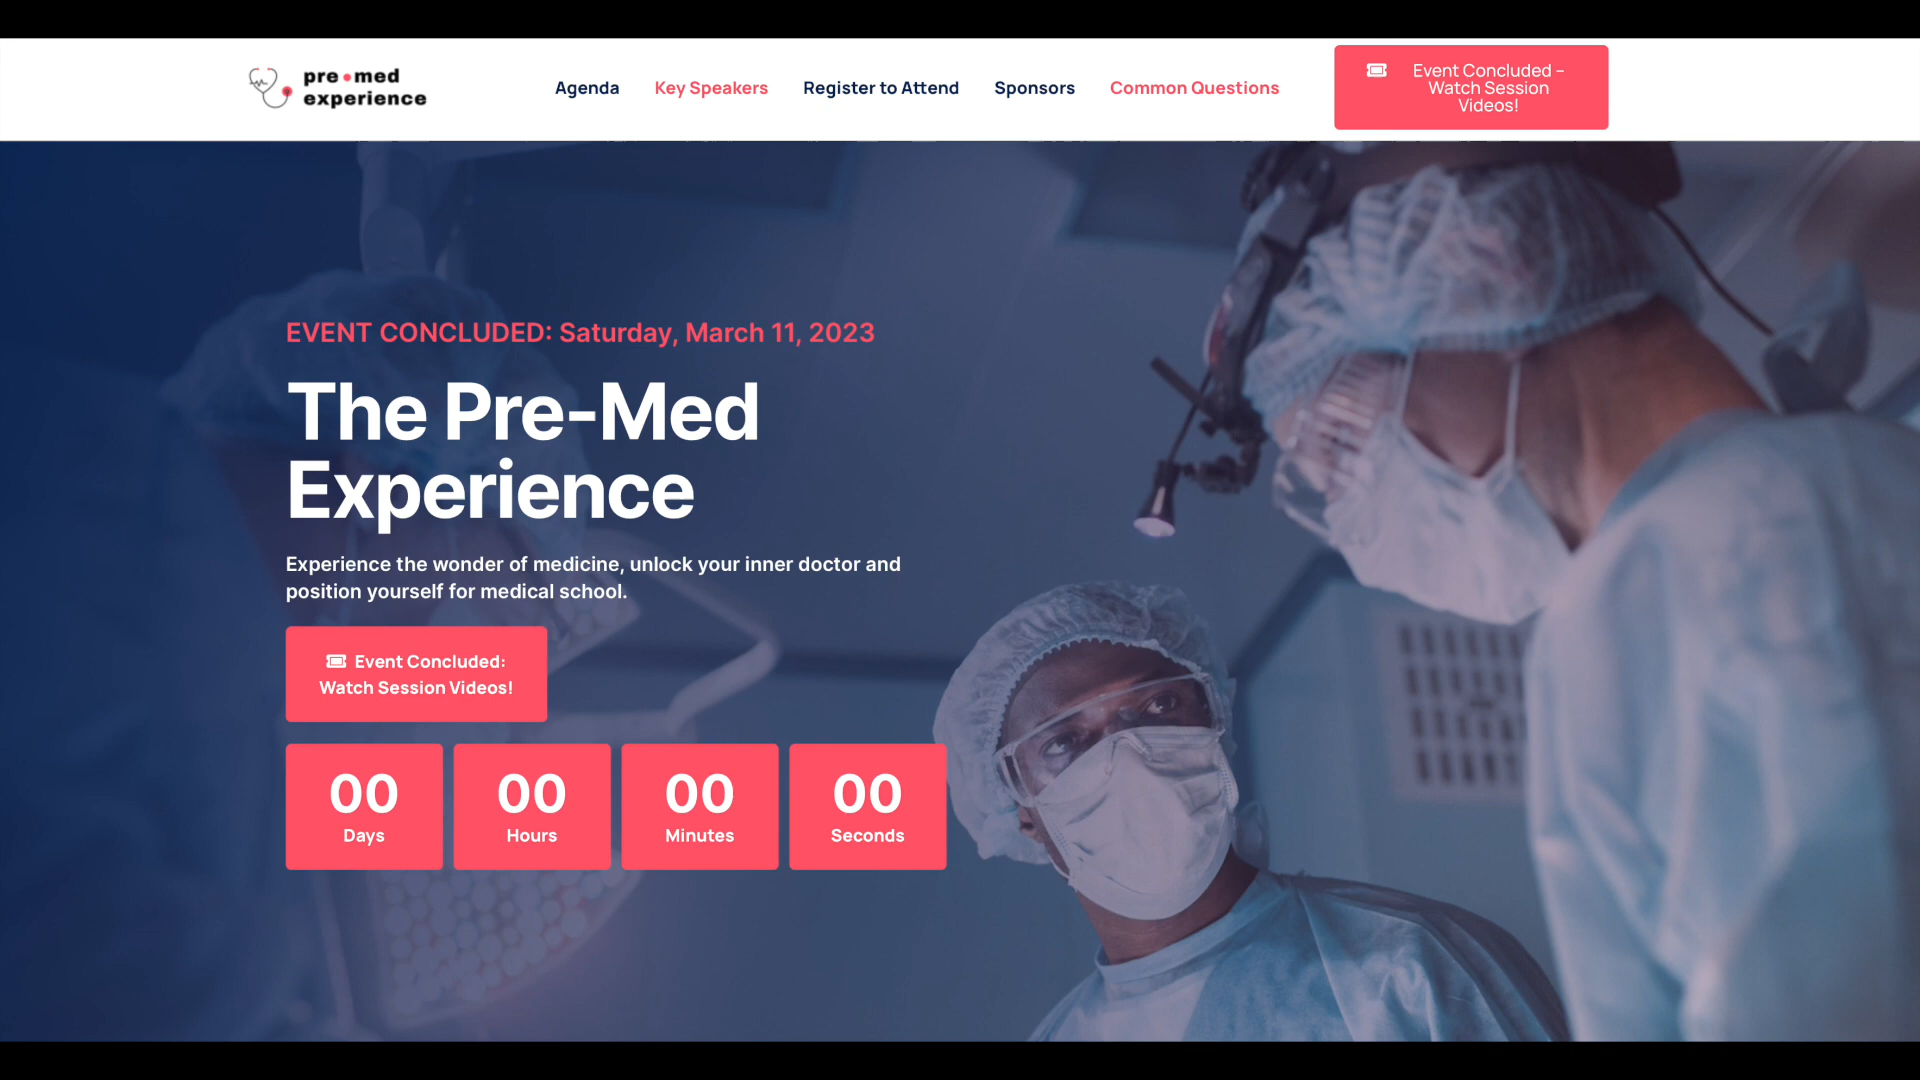 pre•med
experience
Agenda
Key Speakers
Register to Attend
Sponsors
Common Questions
Event Concluded –
Watch Session
Videos!
EVENT CONCLUDED: Saturday, March 11, 2023
The Pre-Med
Experience
Experience the wonder of medicine, unlock your inner doctor and
position yourself for medical school.
Event Concluded:
Watch Session Videos!
00
Days
00
Hours
00
Minutes
00
Seconds